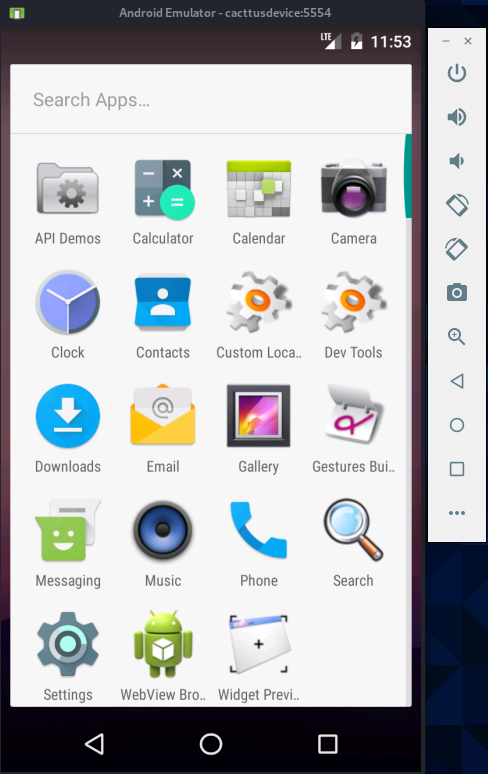 Android Emulator - cacttusdevice:5554
LTE 11:53
Search Apps...
API Demos Calculator Calendar Camera
Clock Contacts Custom Loca.. Dev Tools
Downloads Email Gallery Gestures Bui..
Messaging Music Phone Search
Settings WebView Bro.. Widget Previ..